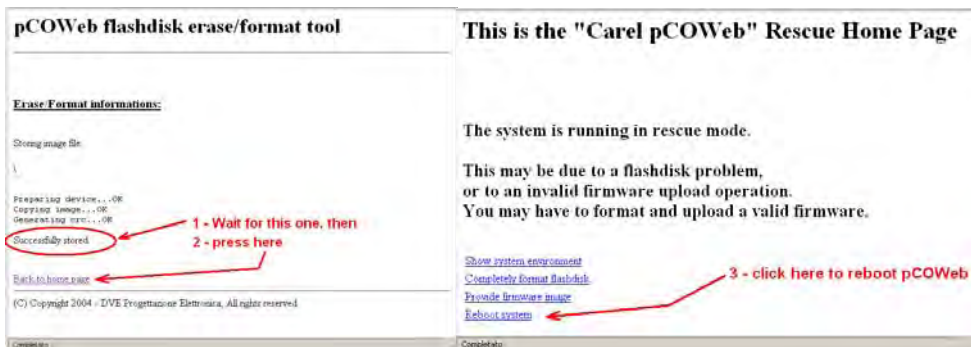 pCOWeb flashdisk erase/format tool
Erase/Format informations:
Storing image file.
\
Preparing device...OK
Copying image...OK
Generating crc...OK
Successfully stored.
1 - Wait for this one, then
2 - press here
Back to home page
(C) Copyright 2004 - DVE Progettazione Elettronica, All rights reserved
Completato
This is the "Carel pCOWeb" Rescue Home Page
The system is running in rescue mode.
This may be due to a flashdisk problem,
or to an invalid firmware upload operation.
You may have to format and upload a valid firmware.
Show system environment
Completely format flashdisk
Provide firmware image
Reboot system
3 - click here to reboot pCOWeb
Completato